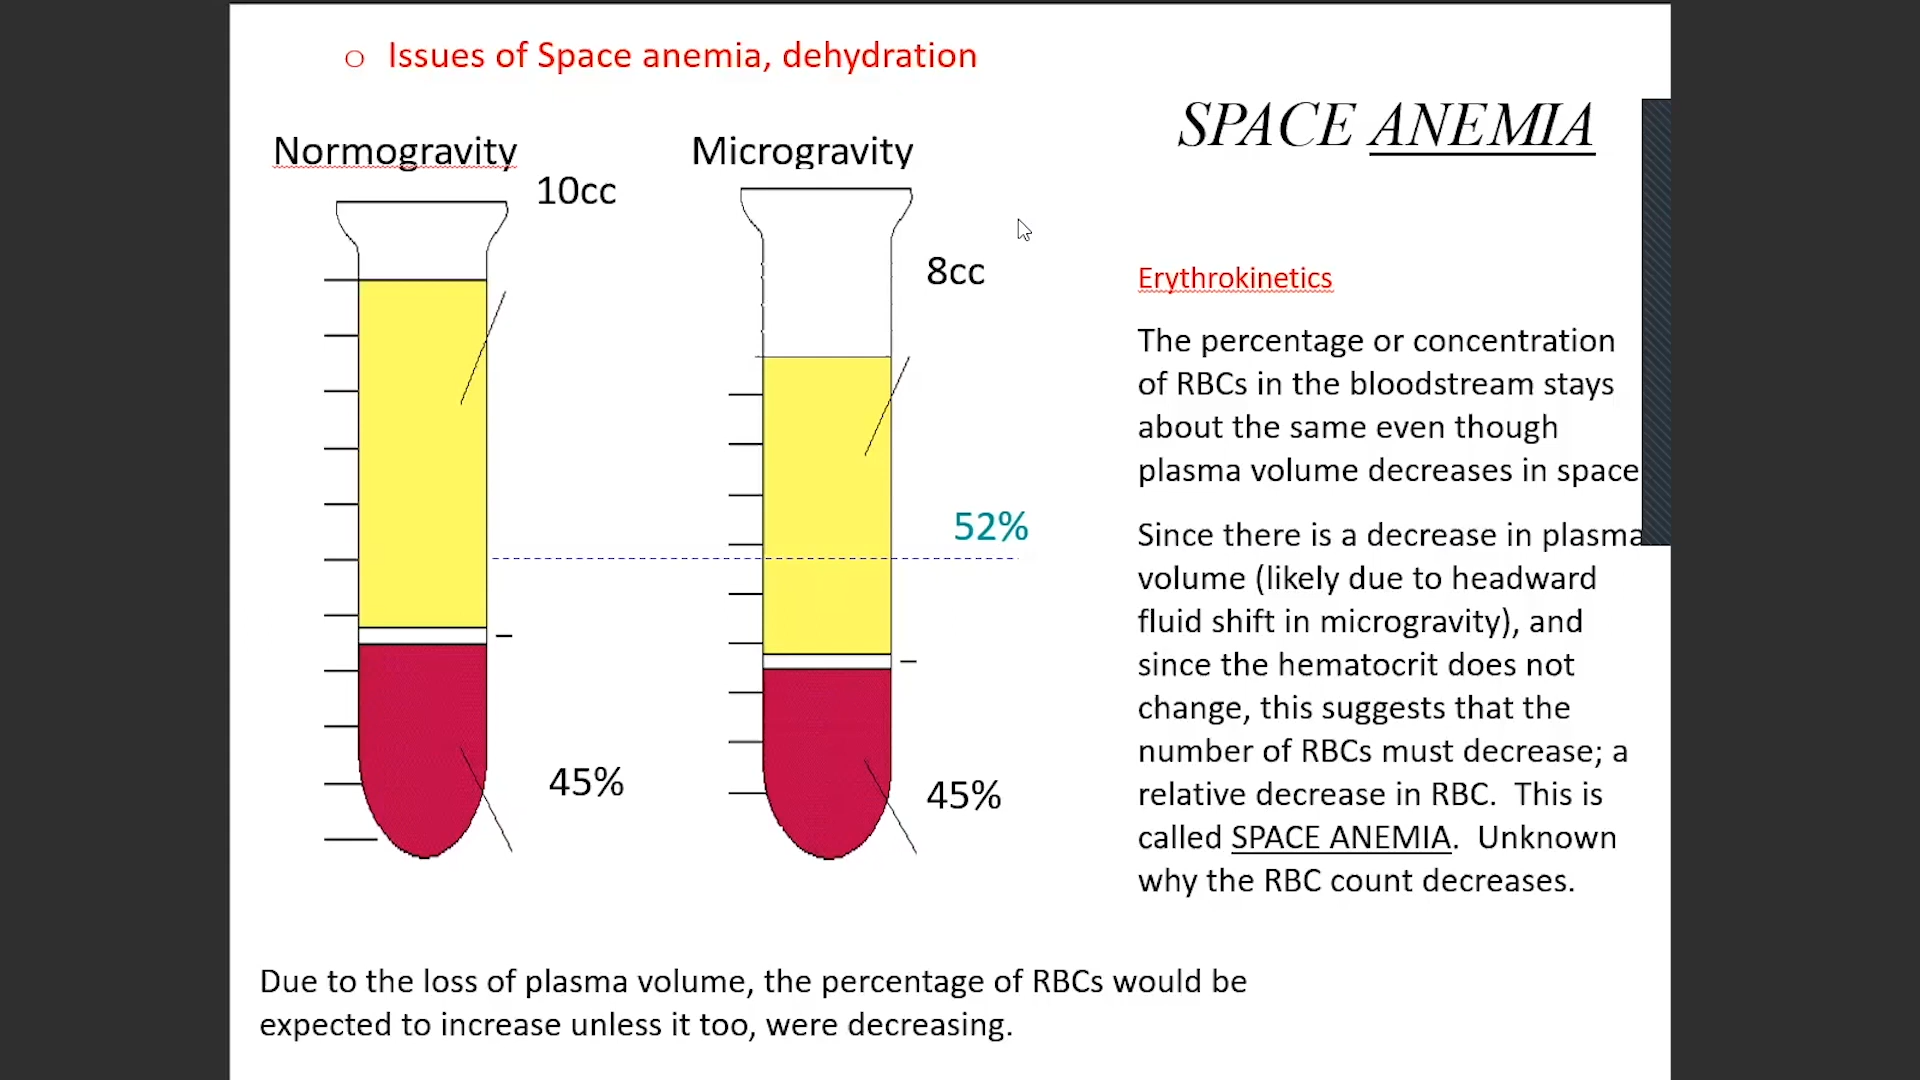 o Issues of Space anemia, dehydration
SPACE ANEMIA
Normogravity
Microgravity
10cc
8cc
52%
45%
45%
Erythrokinetics
The percentage or concentration
of RBCs in the bloodstream stays
about the same even though
plasma volume decreases in space
Since there is a decrease in plasma
volume (likely due to headward
fluid shift in microgravity), and
since the hematocrit does not
change, this suggests that the
number of RBCs must decrease; a
relative decrease in RBC. This is
called SPACE ANEMIA. Unknown
why the RBC count decreases.
Due to the loss of plasma volume, the percentage of RBCs would be
expected to increase unless it too, were decreasing.